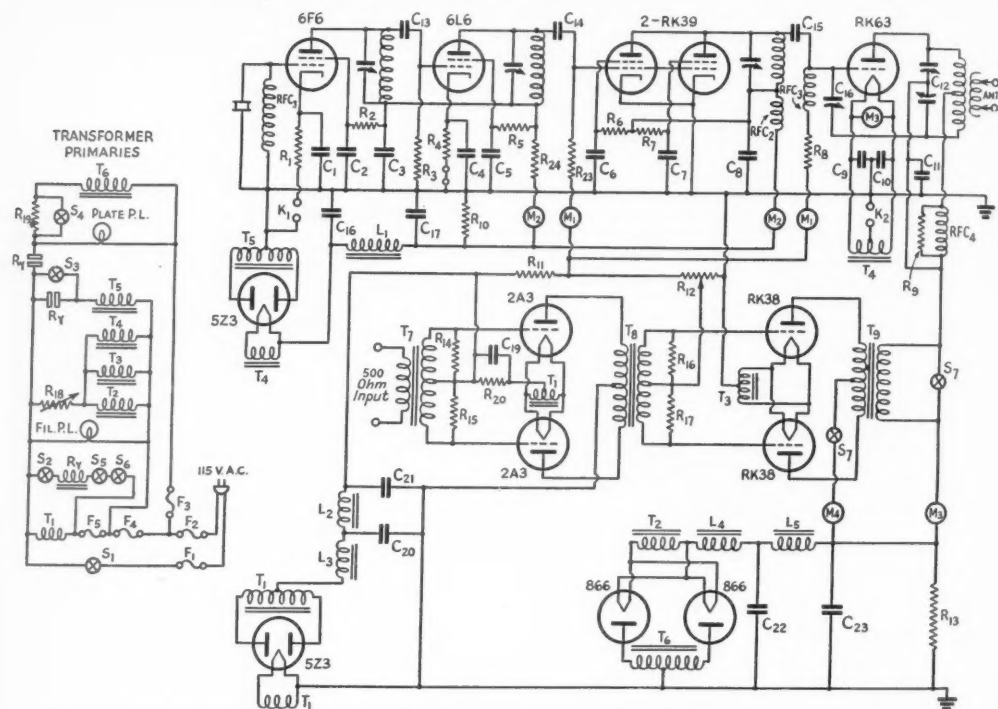 6F6
C13
6L6
C14
2-RK39
C15
RK63
RFC1
R2
R1
C1
C2
C3
R4
R3
C4
C5
R5
R24
R23
R6
R7
C6
C7
C8
RFC2
RFC3
R8
C16
M3
C9
C10
C12
C11
ANT.
TRANSFORMER
PRIMARIES
T6
R19
S4
PLATE P.L.
RY
S3
RY
T5
T4
T3
R18
T2
FIL. P.L.
S2
RY
S5
S6
115 V. A.C.
T1
F5
F4
F3
F2
S1
F1
K1
T5
C16
L1
C17
R10
M2
M1
M2
M1
K2
T4
R9
RFC4
5Z3
T4
R11
R12
2A3
RK38
T7
R14
C19
T8
R16
T9
500
Ohm
Input
R15
R20
T1
R17
T3
S7
S7
2A3
RK38
C21
L2
C20
L3
M4
M3
T2
L4
L5
866
866
T1
T6
C22
C23
R13
5Z3
T1